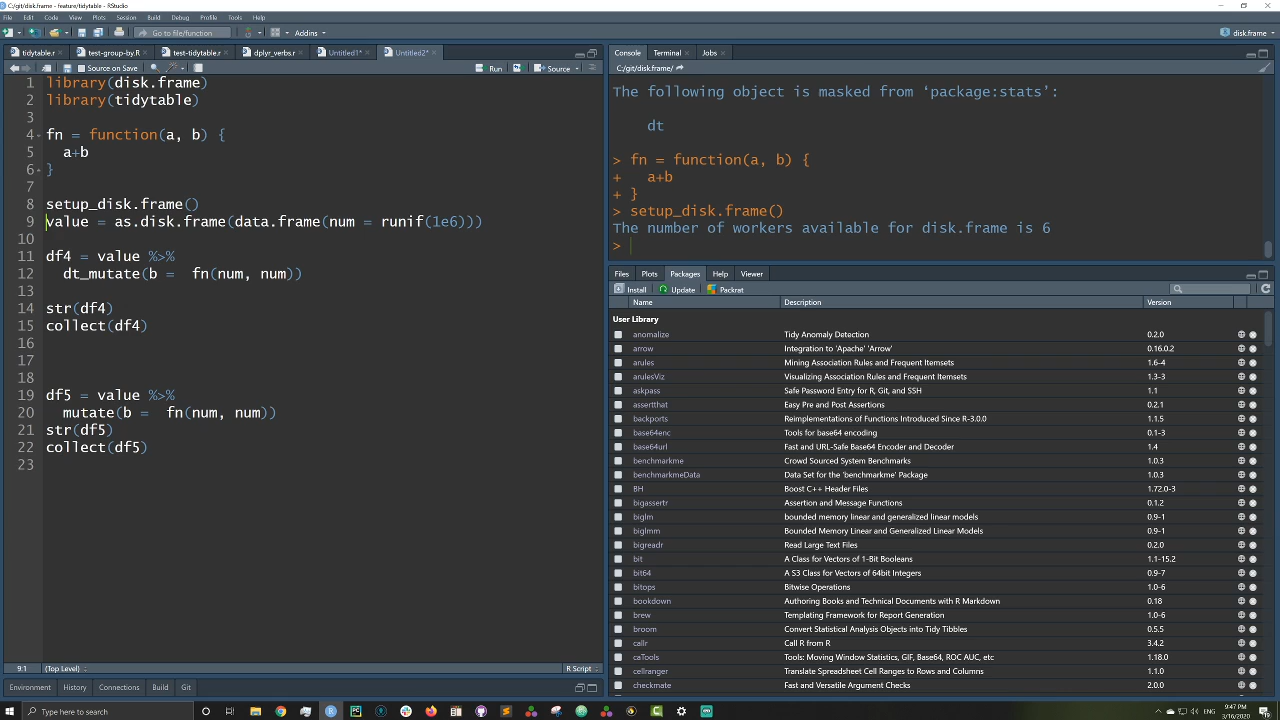 C:/git/disk.frame - feature/tidytable - RStudio
File Edit Code View Plots Session Build Debug Profile Tools Help
Go to file/function Addins disk.frame
tidytable.r test-group-by.R test-tidytable.r dplyr_verbs.r Untitled1* Untitled2*
Source on Save Run Source
1 library(disk.frame)
2 library(tidytable)
3
4 fn = function(a, b) {
5 a+b
6 }
7
8 setup_disk.frame()
9 value = as.disk.frame(data.frame(num = runif(1e6)))
10
11 df4 = value %>%
12 dt_mutate(b = fn(num, num))
13
14 str(df4)
15 collect(df4)
16
17
18
19 df5 = value %>%
20 mutate(b = fn(num, num))
21 str(df5)
22 collect(df5)
23
9:1 (Top Level) R Script
Environment History Connections Build Git
Console Terminal Jobs
C:/git/disk.frame/
The following object is masked from ‘package:stats’:
dt
> fn = function(a, b) {
+ a+b
+ }
> setup_disk.frame()
The number of workers available for disk.frame is 6
>
Files Plots Packages Help Viewer
Install Update Packrat
Name Description Version
User Library
anomalize Tidy Anomaly Detection 0.2.0
arrow Integration to 'Apache' 'Arrow' 0.16.0.2
arules Mining Association Rules and Frequent Itemsets 1.6-4
arulesViz Visualizing Association Rules and Frequent Itemsets 1.3-3
askpass Safe Password Entry for R, Git, and SSH 1.1
assertthat Easy Pre and Post Assertions 0.2.1
backports Reimplementations of Functions Introduced Since R-3.0.0 1.1.5
base64enc Tools for base64 encoding 0.1-3
base64url Fast and URL-Safe Base64 Encoder and Decoder 1.4
benchmarkme Crowd Sourced System Benchmarks 1.0.3
benchmarkmeData Data Set for the 'benchmarkme' Package 1.0.3
BH Boost C++ Header Files 1.72.0-3
bigassertr Assertion and Message Functions 0.1.2
biglm bounded memory linear and generalized linear models 0.9-1
biglmm Bounded Memory Linear and Generalized Linear Models 0.9-1
bigreadr Read Large Text Files 0.2.0
bit A Class for Vectors of 1-Bit Booleans 1.1-15.2
bit64 A S3 Class for Vectors of 64bit Integers 0.9-7
bitops Bitwise Operations 1.0-6
bookdown Authoring Books and Technical Documents with R Markdown 0.18
brew Templating Framework for Report Generation 1.0-6
broom Convert Statistical Analysis Objects into Tidy Tibbles 0.5.5
callr Call R from R 3.4.2
caTools Tools: Moving Window Statistics, GIF, Base64, ROC AUC, etc 1.18.0
cellranger Translate Spreadsheet Cell Ranges to Rows and Columns 1.1.0
checkmate Fast and Versatile Argument Checks 2.0.0
Type here to search
ENG 9:47 PM
3/16/2020